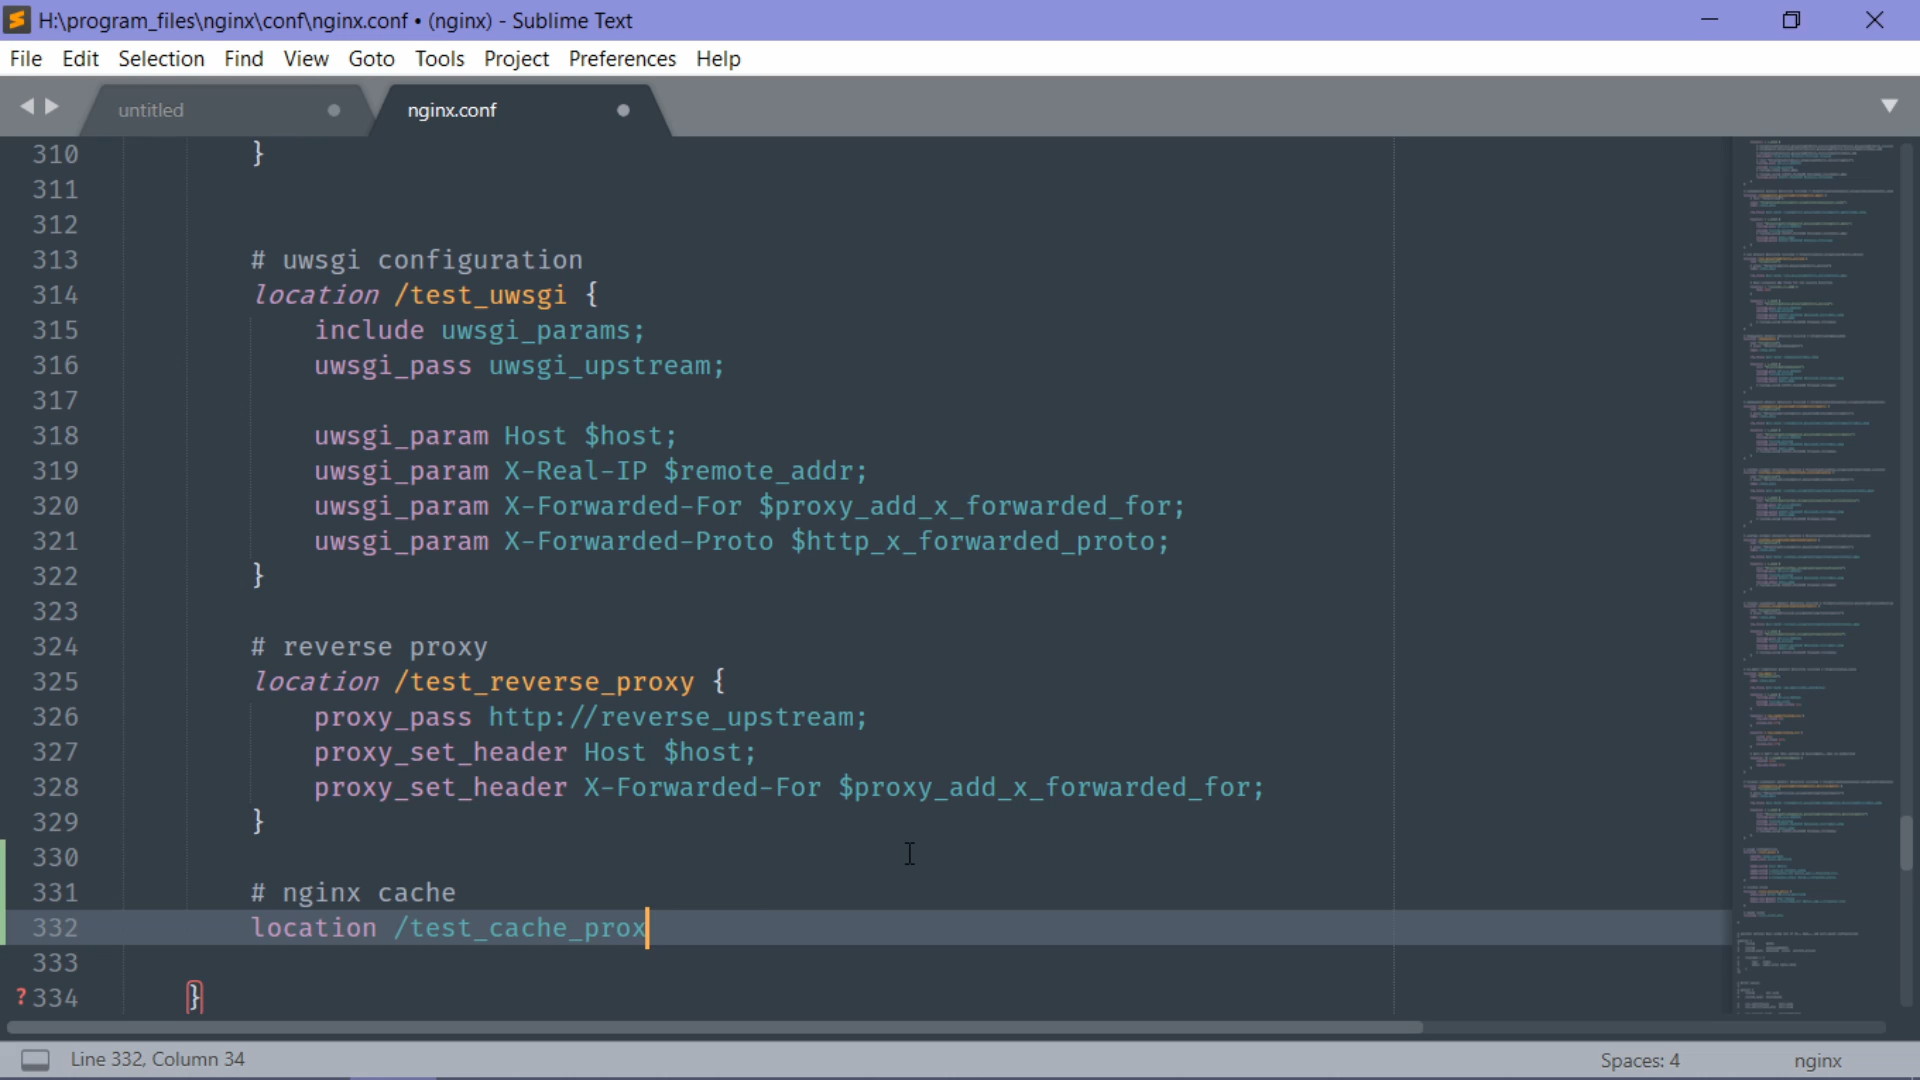 H:\program_files\nginx\conf\nginx.conf • (nginx) - Sublime Text
File Edit Selection Find View Goto Tools Project Preferences Help
untitled nginx.conf
310 }
311
312
313 # uwsgi configuration
314 location /test_uwsgi {
315 include uwsgi_params;
316 uwsgi_pass uwsgi_upstream;
317
318 uwsgi_param Host $host;
319 uwsgi_param X-Real-IP $remote_addr;
320 uwsgi_param X-Forwarded-For $proxy_add_x_forwarded_for;
321 uwsgi_param X-Forwarded-Proto $http_x_forwarded_proto;
322 }
323
324 # reverse proxy
325 location /test_reverse_proxy {
326 proxy_pass http://reverse_upstream;
327 proxy_set_header Host $host;
328 proxy_set_header X-Forwarded-For $proxy_add_x_forwarded_for;
329 }
330
331 # nginx cache
332 location /test_cache_prox
333
? 334 }
Line 332, Column 34 Spaces: 4 nginx